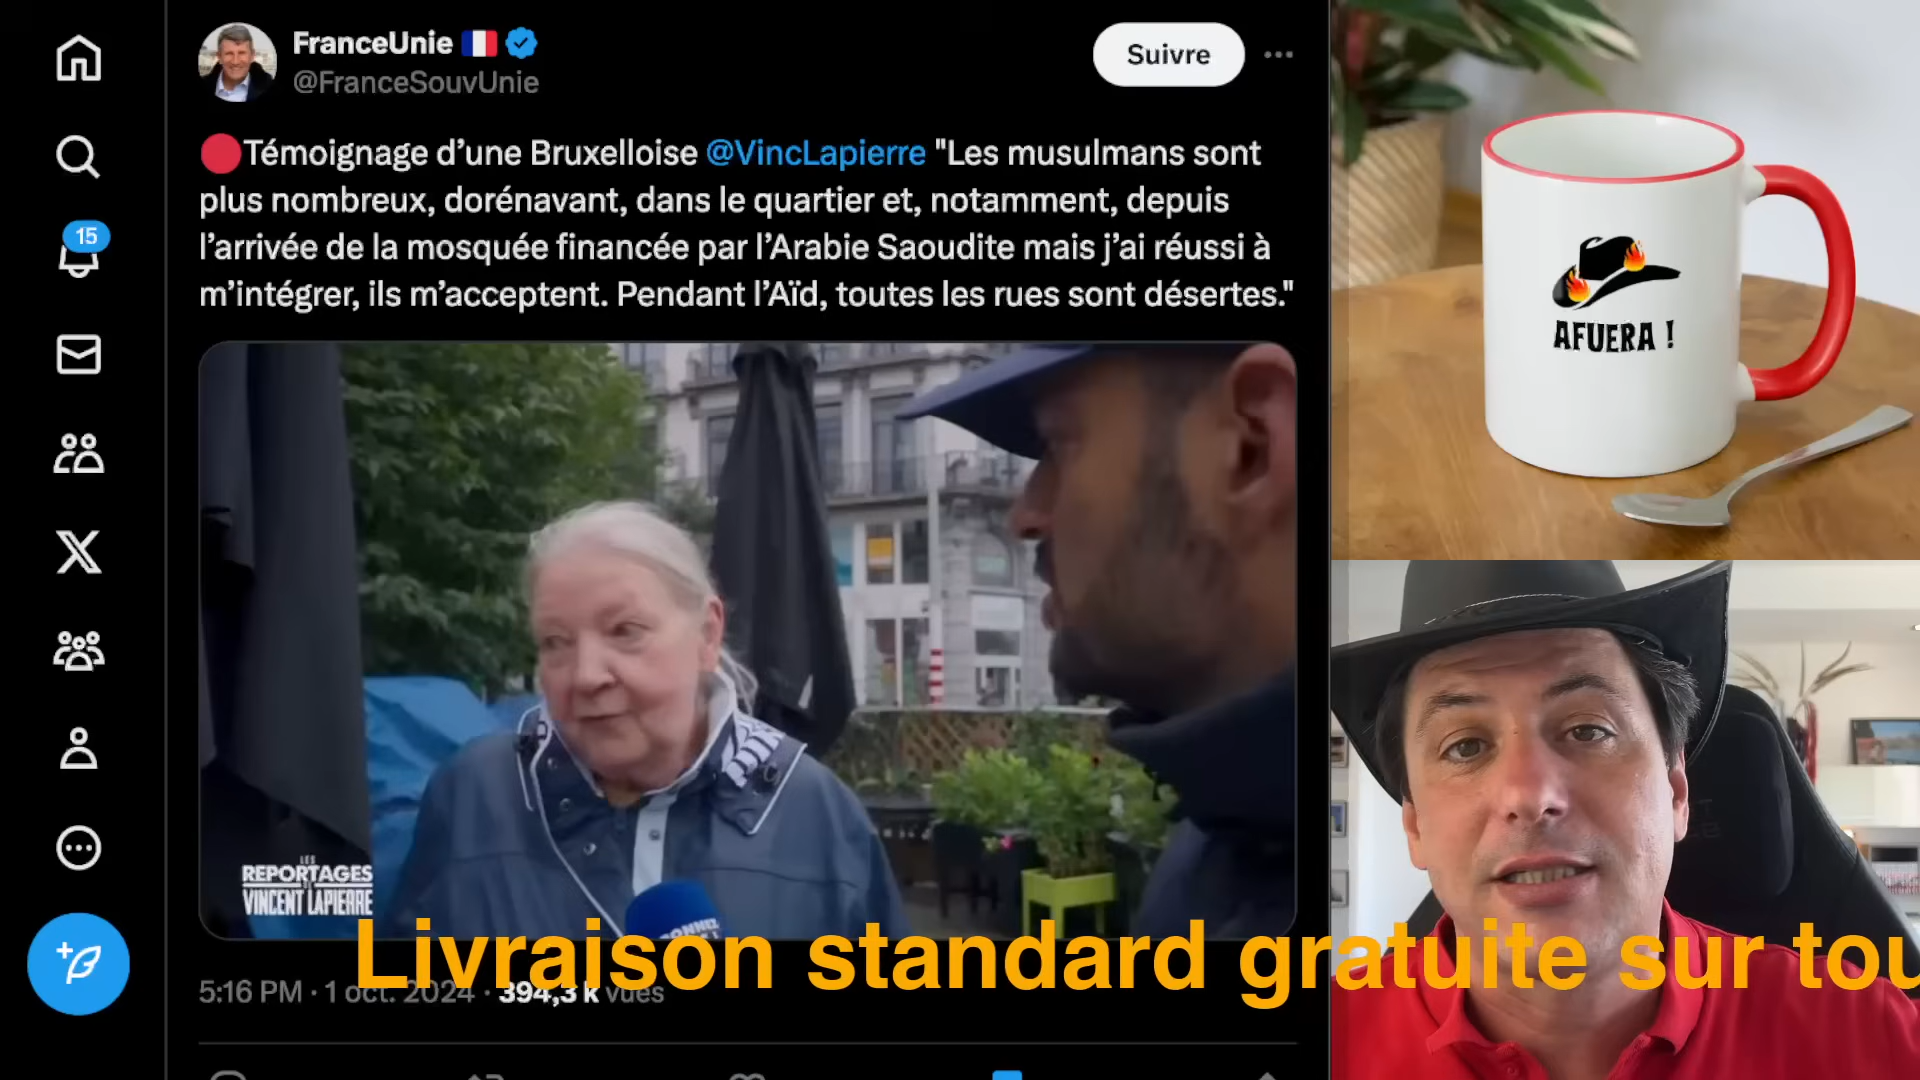 FranceUnie
@FranceSouvUnie
Suivre
15
Témoignage d’une Bruxelloise @VincLapierre "Les musulmans sont
plus nombreux, dorénavant, dans le quartier et, notamment, depuis
l’arrivée de la mosquée financée par l’Arabie Saoudite mais j’ai réussi à
m’intégrer, ils m’acceptent. Pendant l’Aïd, toutes les rues sont désertes."
AFUERA !
LES
REPORTAGES
DE
VINCENT LAPIERRE
Livraison standard gratuite sur tou
5:16 PM · 1 oct. 2024 · 394,3 k vues